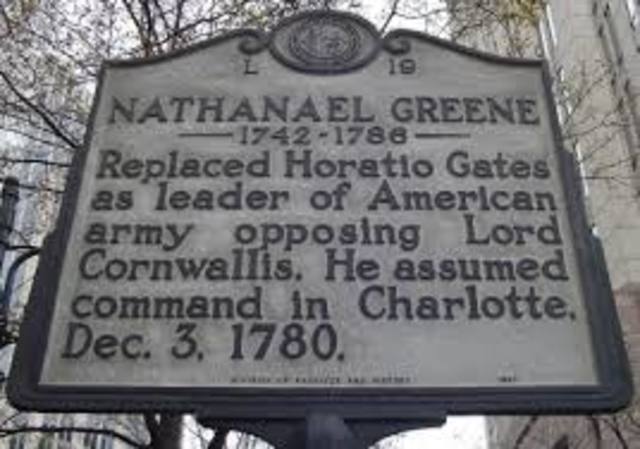 L 19
NATHANAEL GREENE
1742-1786
Replaced Horatio Gates
as leader of American
army opposing Lord
Cornwallis. He assumed
command in Charlotte,
Dec. 3, 1780.